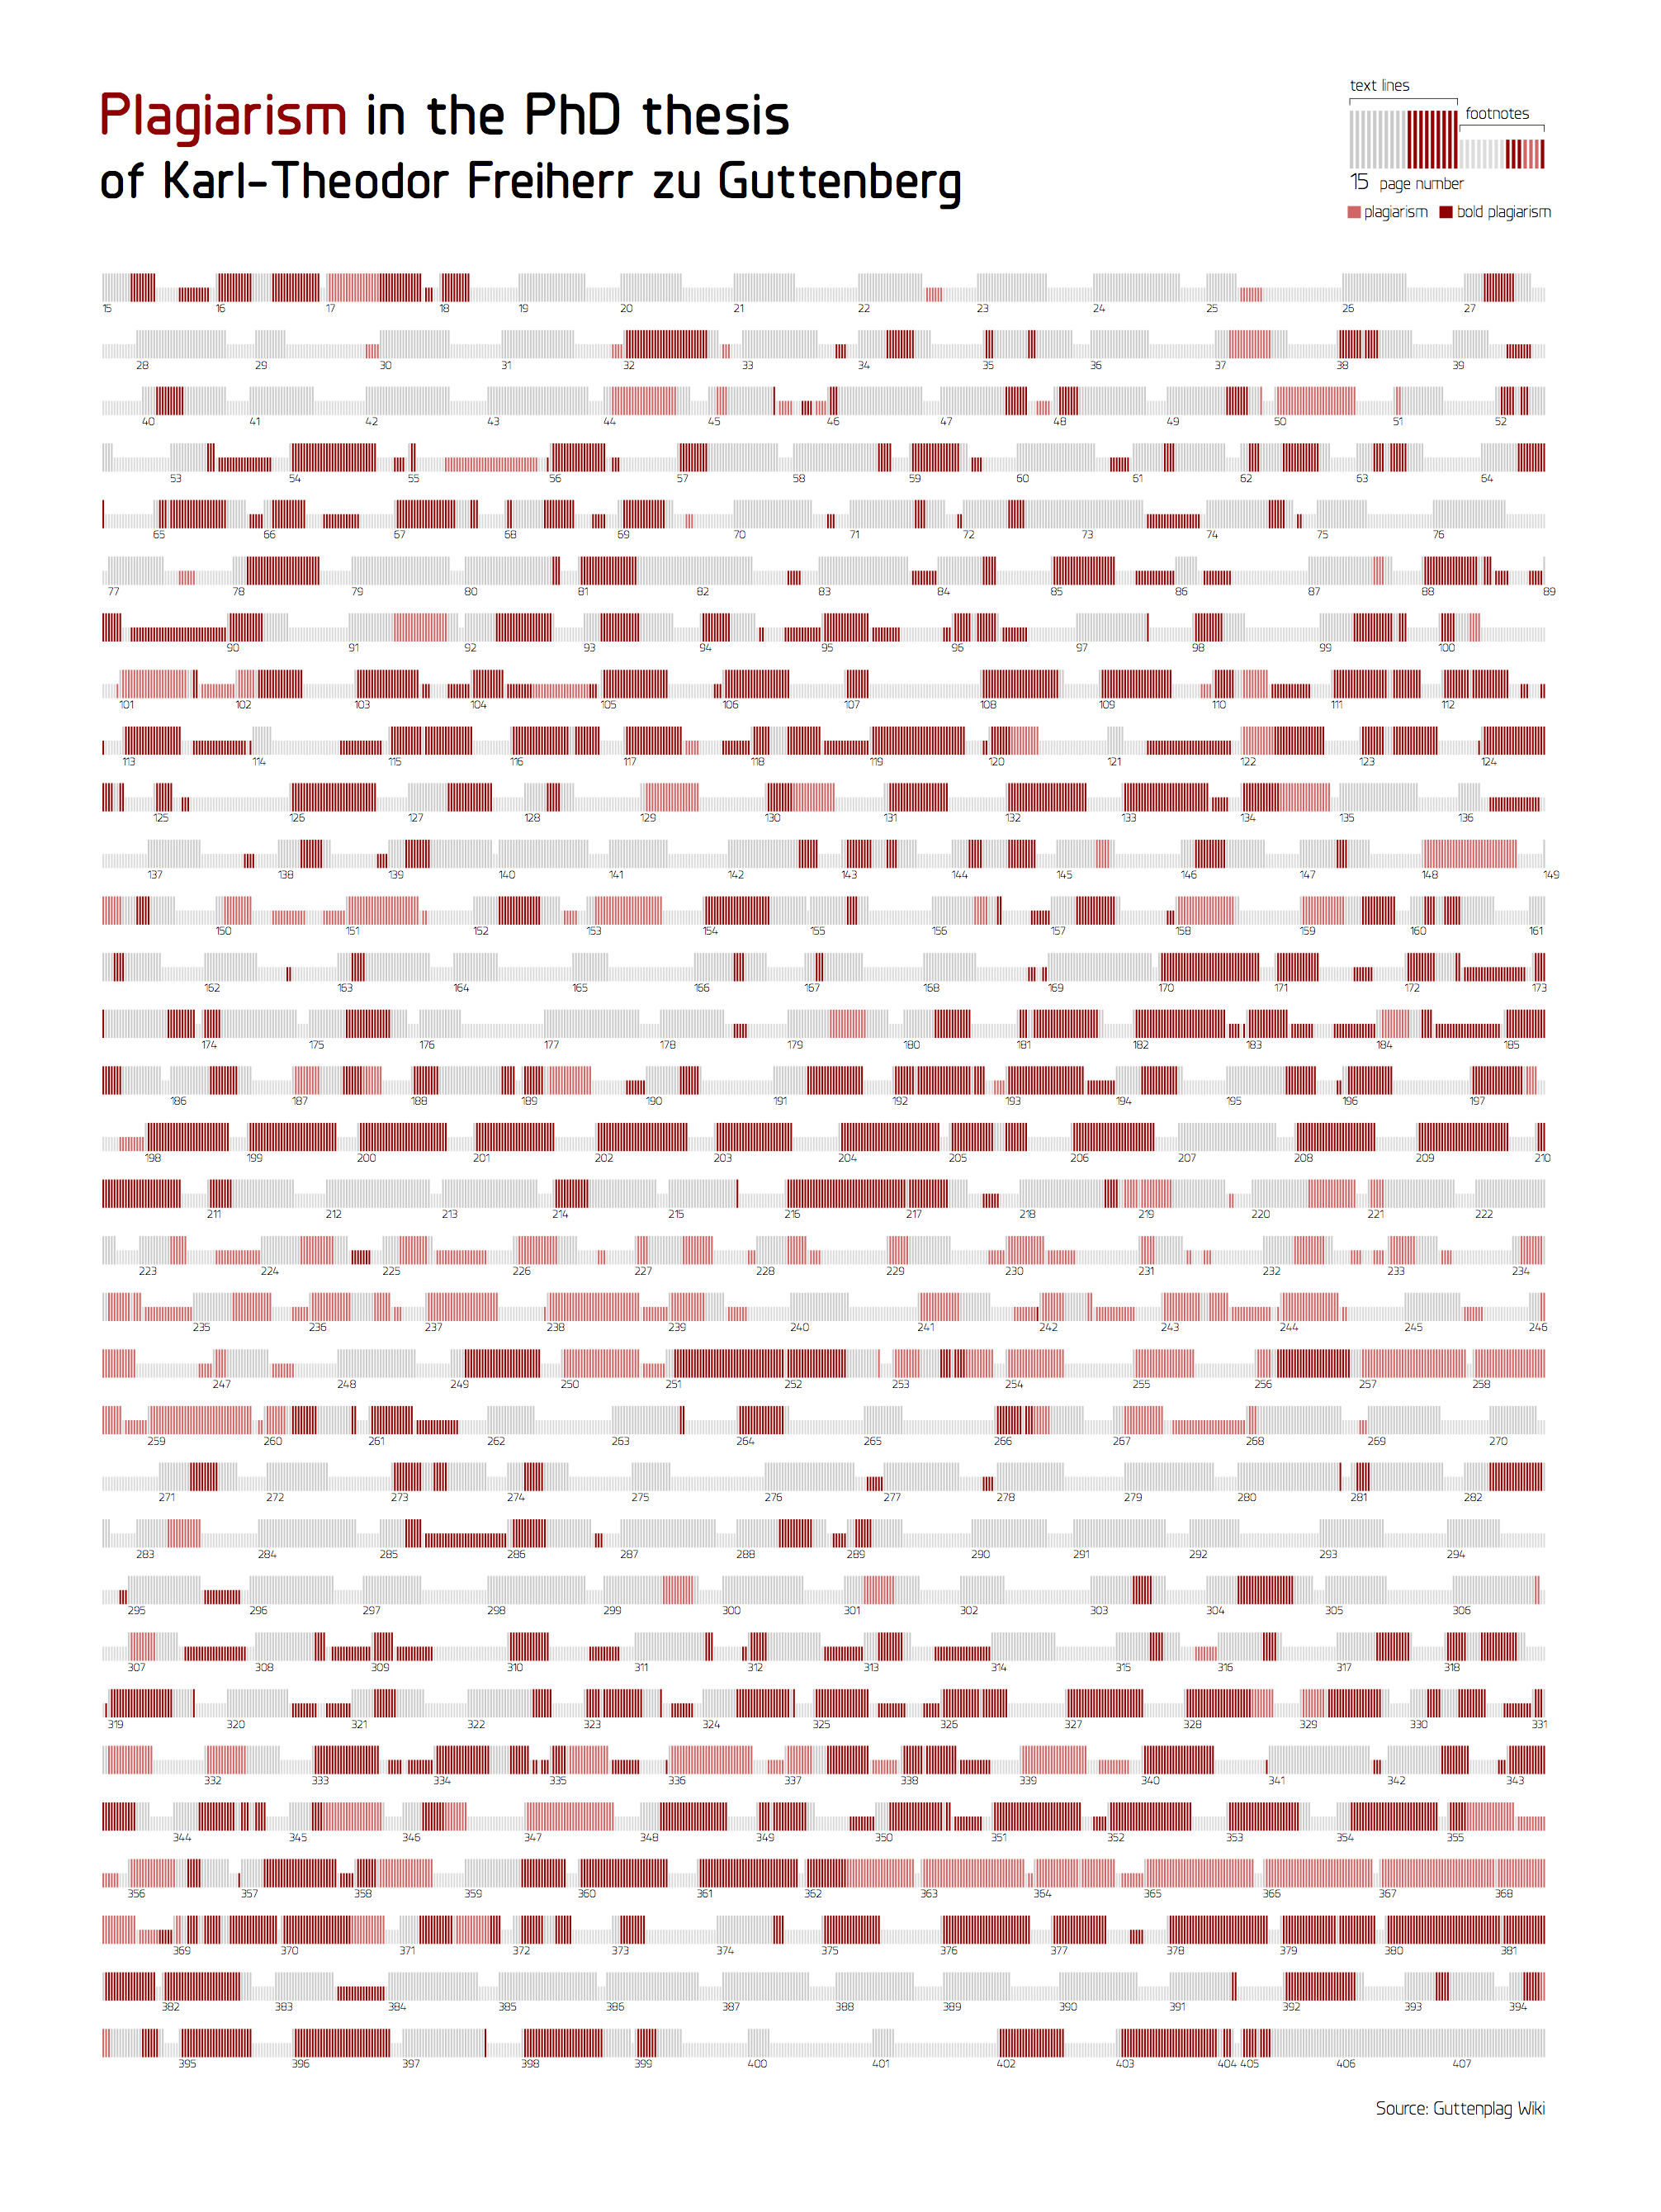 Plagiarism in the PhD thesis
of Karl-Theodor Freiherr zu Guttenberg
text lines
footnotes
15 page number
plagiarism bold plagiarism
15 16 17 18 19 20 21 22 23 24 25 26 27
28 29 30 31 32 33 34 35 36 37 38 39
40 41 42 43 44 45 46 47 48 49 50 51 52
53 54 55 56 57 58 59 60 61 62 63 64
65 66 67 68 69 70 71 72 73 74 75 76
77 78 79 80 81 82 83 84 85 86 87 88 89
90 91 92 93 94 95 96 97 98 99 100
101 102 103 104 105 106 107 108 109 110 111 112
113 114 115 116 117 118 119 120 121 122 123 124
125 126 127 128 129 130 131 132 133 134 135 136
137 138 139 140 141 142 143 144 145 146 147 148 149
150 151 152 153 154 155 156 157 158 159 160 161
162 163 164 165 166 167 168 169 170 171 172 173
174 175 176 177 178 179 180 181 182 183 184 185
186 187 188 189 190 191 192 193 194 195 196 197
198 199 200 201 202 203 204 205 206 207 208 209 210
211 212 213 214 215 216 217 218 219 220 221 222
223 224 225 226 227 228 229 230 231 232 233 234
235 236 237 238 239 240 241 242 243 244 245 246
247 248 249 250 251 252 253 254 255 256 257 258
259 260 261 262 263 264 265 266 267 268 269 270
271 272 273 274 275 276 277 278 279 280 281 282
283 284 285 286 287 288 289 290 291 292 293 294
295 296 297 298 299 300 301 302 303 304 305 306
307 308 309 310 311 312 313 314 315 316 317 318
319 320 321 322 323 324 325 326 327 328 329 330 331
332 333 334 335 336 337 338 339 340 341 342 343
344 345 346 347 348 349 350 351 352 353 354 355
356 357 358 359 360 361 362 363 364 365 366 367 368
369 370 371 372 373 374 375 376 377 378 379 380 381
382 383 384 385 386 387 388 389 390 391 392 393 394
395 396 397 398 399 400 401 402 403 404 405 406 407
Source: Guttenplag Wiki